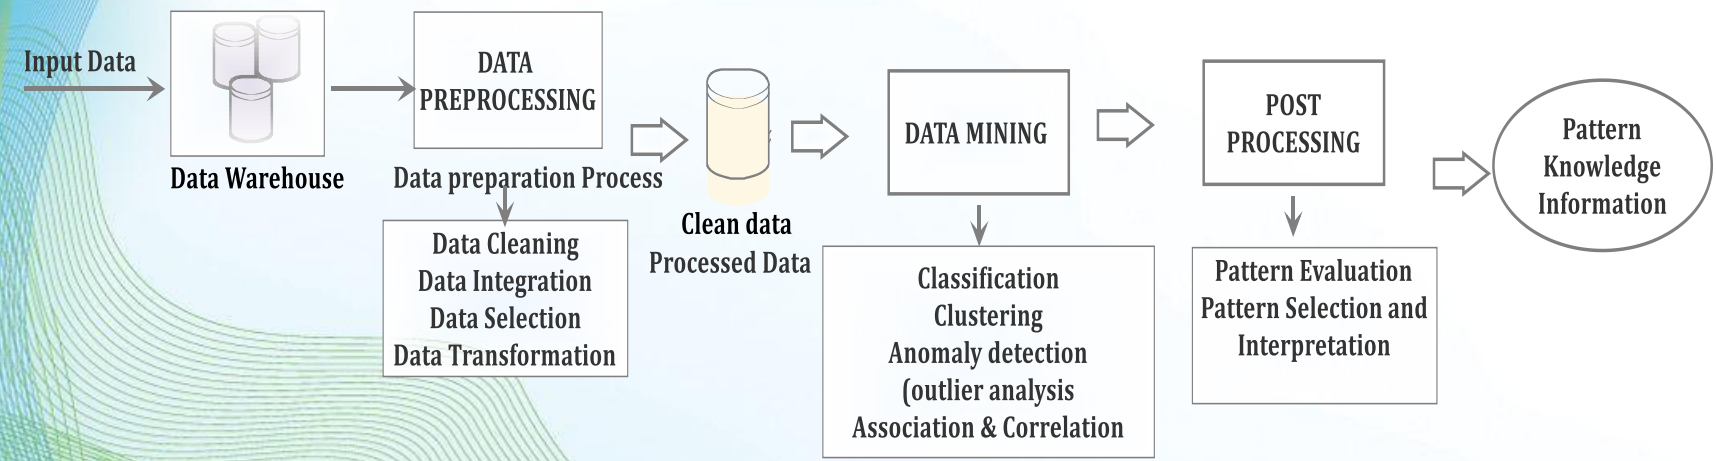 Input Data
Data Warehouse
DATA
PREPROCESSING
Data preparation Process
Data Cleaning
Data Integration
Data Selection
Data Transformation
Clean data
Processed Data
DATA MINING
Classification
Clustering
Anomaly detection
(outlier analysis
Association & Correlation
POST
PROCESSING
Pattern Evaluation
Pattern Selection and
Interpretation
Pattern
Knowledge
Information